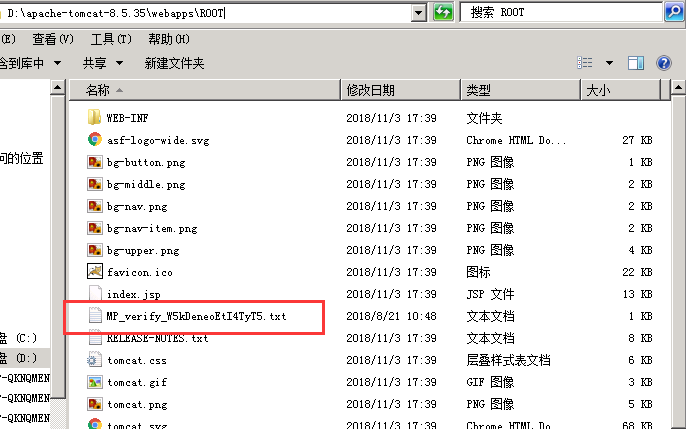 D:\apache-tomcat-8.5.35\webapps\ROOT 搜索 ROOT
(E) 查看(V) 工具(T) 帮助(H)
含到库中 共享 新建文件夹
名称 修改日期 类型 大小
WEB-INF 2018/11/3 17:39 文件夹
asf-logo-wide.svg 2018/11/3 17:39 Chrome HTML Do... 27 KB
问的位置 bg-button.png 2018/11/3 17:39 PNG 图像 1 KB
bg-middle.png 2018/11/3 17:39 PNG 图像 2 KB
bg-nav.png 2018/11/3 17:39 PNG 图像 2 KB
bg-nav-item.png 2018/11/3 17:39 PNG 图像 2 KB
bg-upper.png 2018/11/3 17:39 PNG 图像 4 KB
favicon.ico 2018/11/3 17:39 图标 22 KB
index.jsp 2018/11/3 17:39 JSP 文件 13 KB
MP_verify_W5kDeneoEtI4TyT5.txt 2018/8/21 10:48 文本文档 1 KB
盘 (C:) RELEASE-NOTES.txt 2018/11/3 17:39 文本文档 8 KB
盘 (D:) tomcat.css 2018/11/3 17:39 层叠样式表文档 6 KB
-QKNQMEN tomcat.gif 2018/11/3 17:39 GIF 图像 3 KB
-QKNQMEN tomcat.png 2018/11/3 17:39 PNG 图像 6 KB
-QKNQMEN tomcat.svg 2018/11/3 17:39 Chrome HTML Do... 68 KB